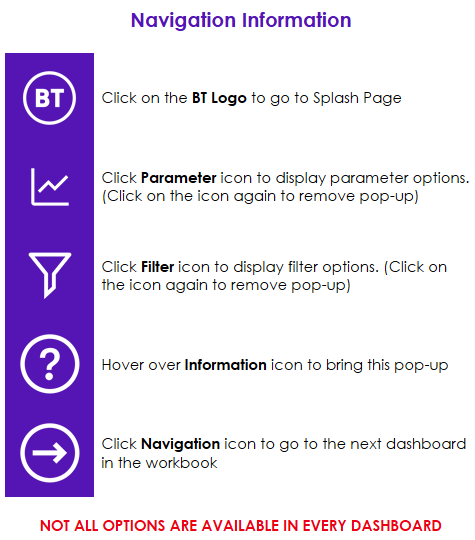 Navigation Information
BT
Click on the BT Logo to go to Splash Page
Click Parameter icon to display parameter options.
(Click on the icon again to remove pop-up)
Click Filter icon to display filter options. (Click on
the icon again to remove pop-up)
?
Hover over Information icon to bring this pop-up
Click Navigation icon to go to the next dashboard
in the workbook
NOT ALL OPTIONS ARE AVAILABLE IN EVERY DASHBOARD